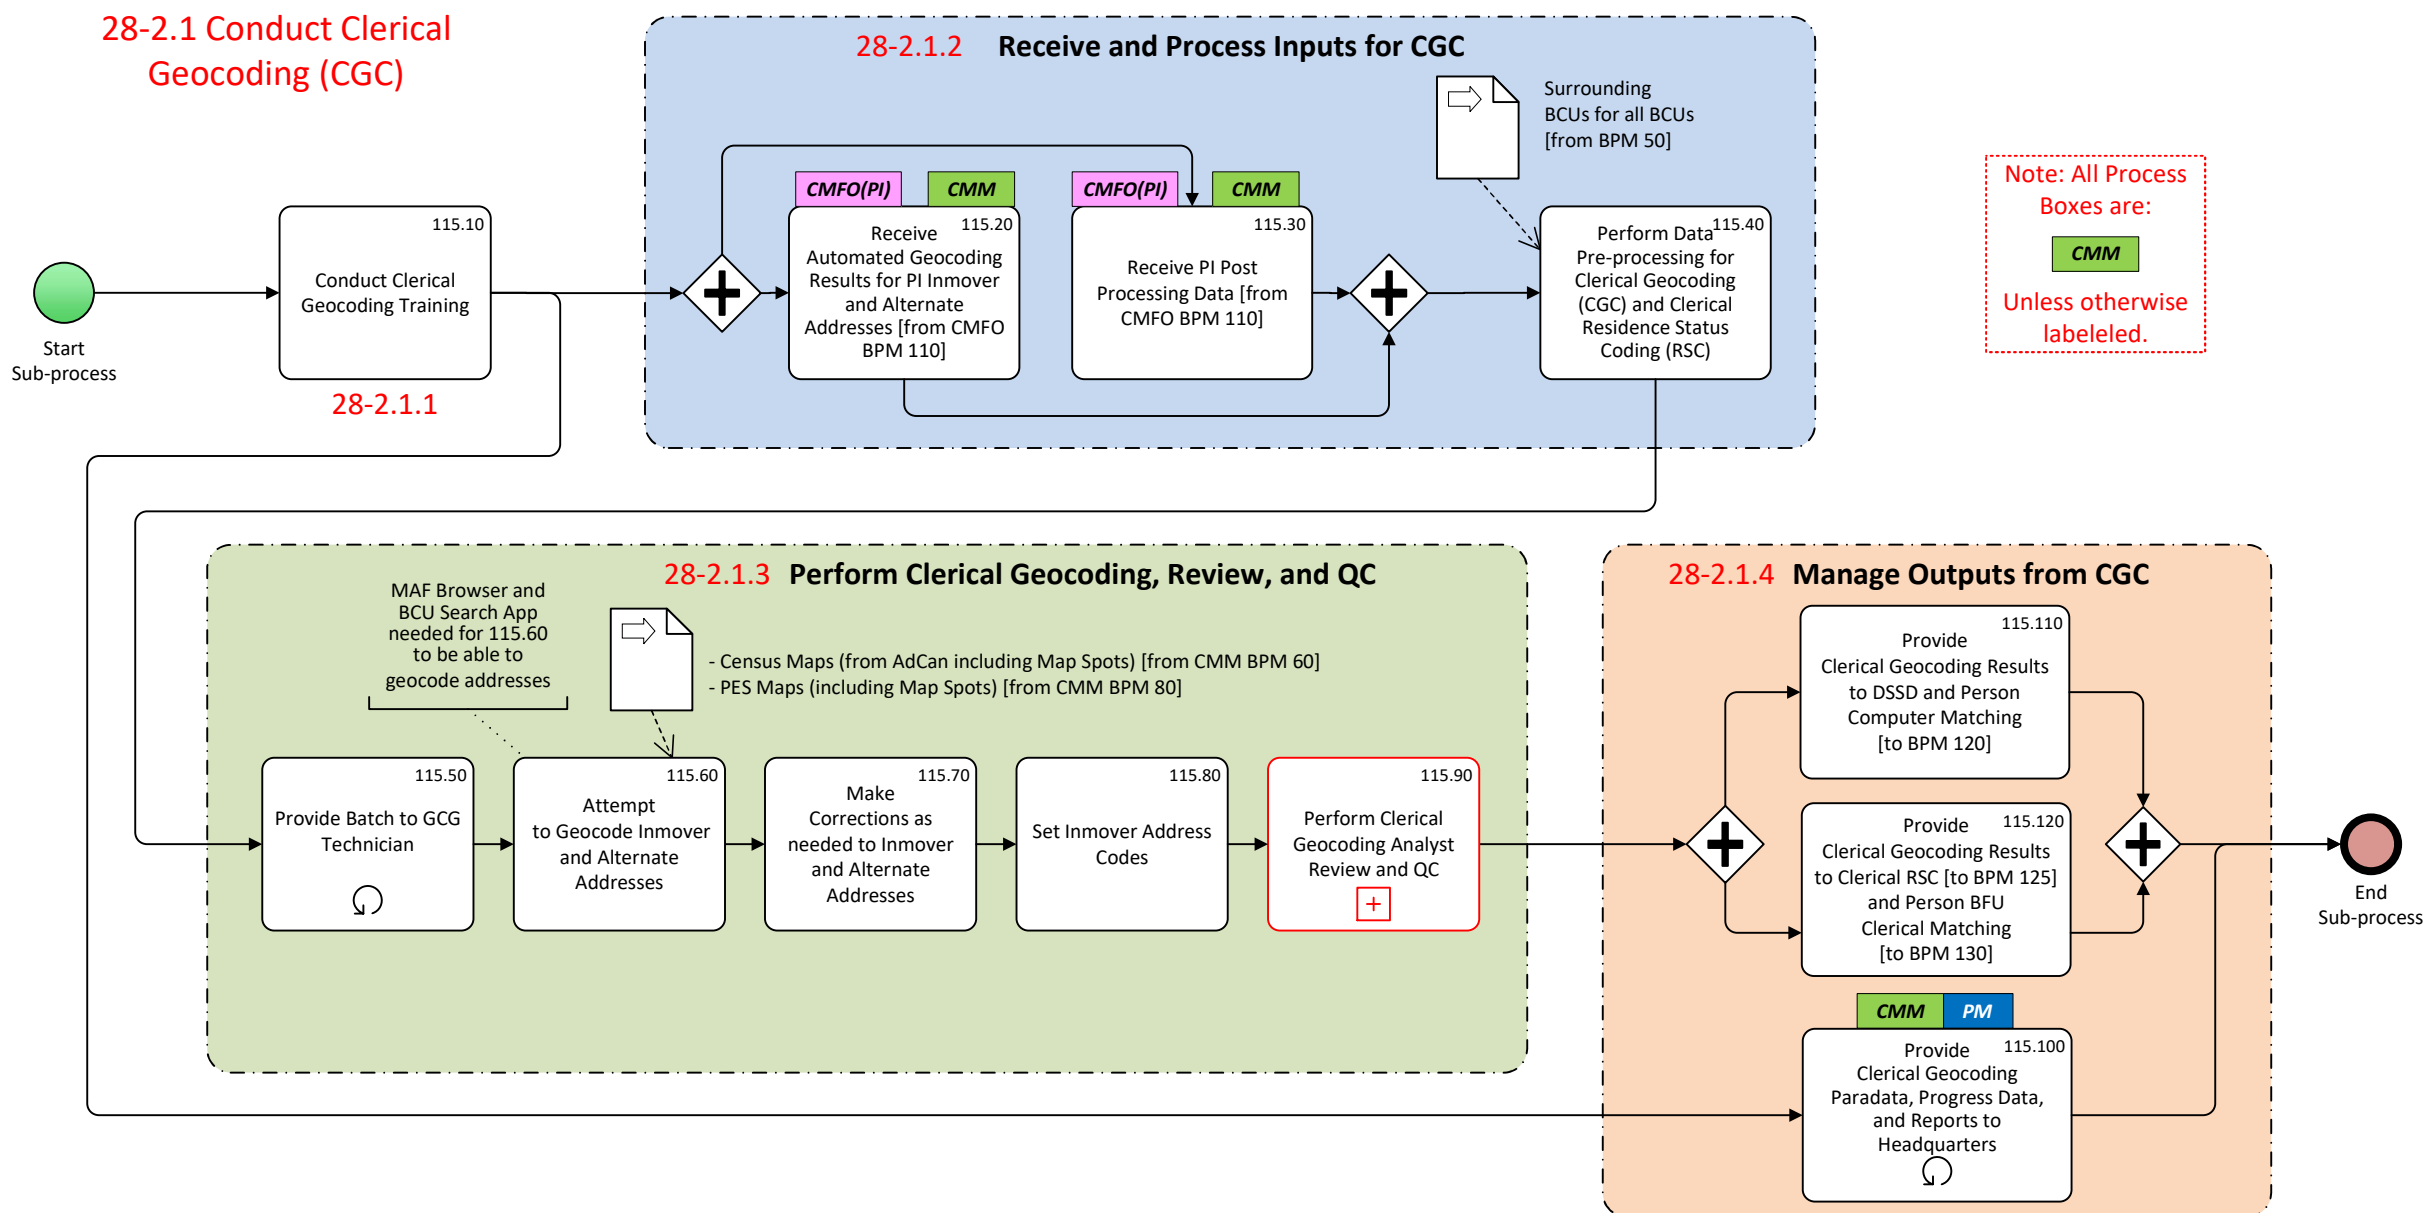 28-2.1 Conduct Clerical
Geocoding (CGC)
28-2.1.2 Receive and Process Inputs for CGC
Surrounding
BCUs for all BCUs
[from BPM 50]
Note: All Process
Boxes are:
CMM
Unless otherwise
labeleled.
Start
Sub-process
115.10
Conduct Clerical
Geocoding Training
28-2.1.1
CMFO(PI) CMM
115.20
Receive
Automated Geocoding
Results for PI Inmover
and Alternate
Addresses [from CMFO
BPM 110]
CMFO(PI) CMM
115.30
Receive PI Post
Processing Data [from
CMFO BPM 110]
115.40
Perform Data
Pre-processing for
Clerical Geocoding
(CGC) and Clerical
Residence Status
Coding (RSC)
28-2.1.3 Perform Clerical Geocoding, Review, and QC
MAF Browser and
BCU Search App
needed for 115.60
to be able to
geocode addresses
- Census Maps (from AdCan including Map Spots) [from CMM BPM 60]
- PES Maps (including Map Spots) [from CMM BPM 80]
115.50
Provide Batch to GCG
Technician
115.60
Attempt
to Geocode Inmover
and Alternate
Addresses
115.70
Make
Corrections as
needed to Inmover
and Alternate
Addresses
115.80
Set Inmover Address
Codes
115.90
Perform Clerical
Geocoding Analyst
Review and QC
28-2.1.4 Manage Outputs from CGC
115.110
Provide
Clerical Geocoding Results
to DSSD and Person
Computer Matching
[to BPM 120]
115.120
Provide
Clerical Geocoding Results
to Clerical RSC [to BPM 125]
and Person BFU
Clerical Matching
[to BPM 130]
CMM PM
115.100
Provide
Clerical Geocoding
Paradata, Progress Data,
and Reports to
Headquarters
End
Sub-process